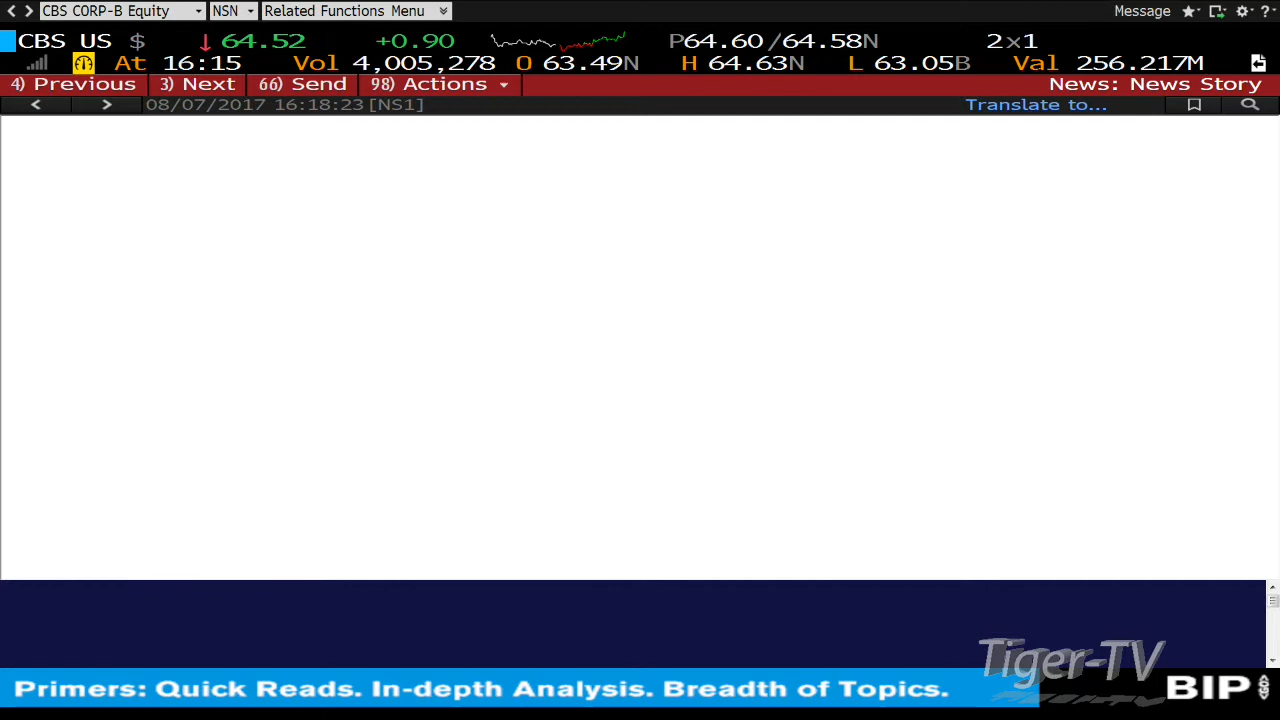 CBS CORP-B Equity NSN Related Functions Menu Message ?
CBS US $ ↓ 64.52 +0.90 P64.60/64.58N 2x1
At 16:15 Vol 4,005,278 O 63.49N H 64.63N L 63.05B Val 256.217M
4) Previous 3) Next 66) Send 98) Actions News: News Story
< > 08/07/2017 16:18:23 [NS1] Translate to...
Tiger-TV
Primers: Quick Reads. In-depth Analysis. Breadth of Topics. BIP